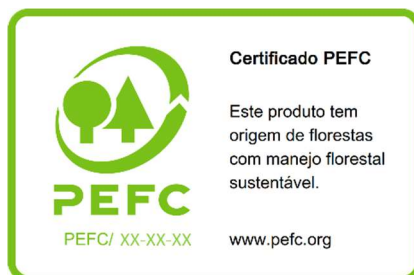 Certificado PEFC
Este produto tem
origem de florestas
com manejo florestal
sustentável.
www.pefc.org
PEFC
PEFC/ XX-XX-XX